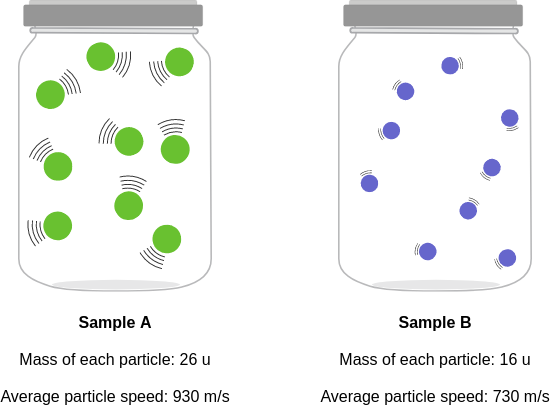 Sample A
Mass of each particle: 26 u
Average particle speed: 930 m/s
Sample B
Mass of each particle: 16 u
Average particle speed: 730 m/s